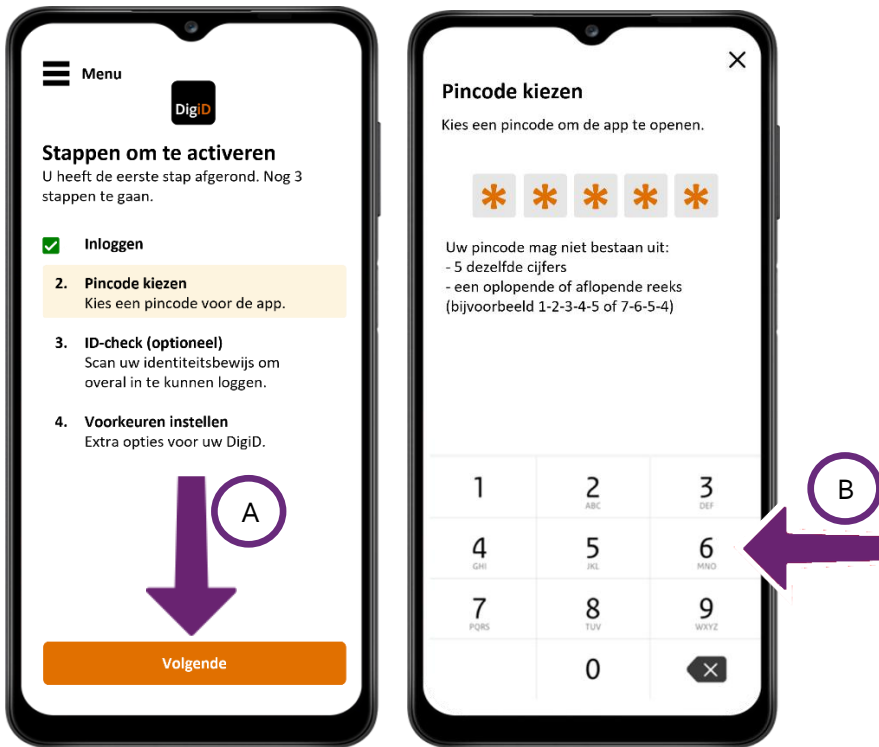 Menu
DigiD
Stappen om te activeren
U heeft de eerste stap afgerond. Nog 3
stappen te gaan.
Inloggen
2. Pincode kiezen
Kies een pincode voor de app.
3. ID-check (optioneel)
Scan uw identiteitsbewijs om
overal in te kunnen loggen.
4. Voorkeuren instellen
Extra opties voor uw DigiD.
A
Volgende
Pincode kiezen
Kies een pincode om de app te openen.
* * * * *
Uw pincode mag niet bestaan uit:
- 5 dezelfde cijfers
- een oplopende of aflopende reeks
(bijvoorbeeld 1-2-3-4-5 of 7-6-5-4)
1 2 3
ABC DEF
4 5 6
GHI JKL MNO
7 8 9
PQRS TUV WXYZ
0
B